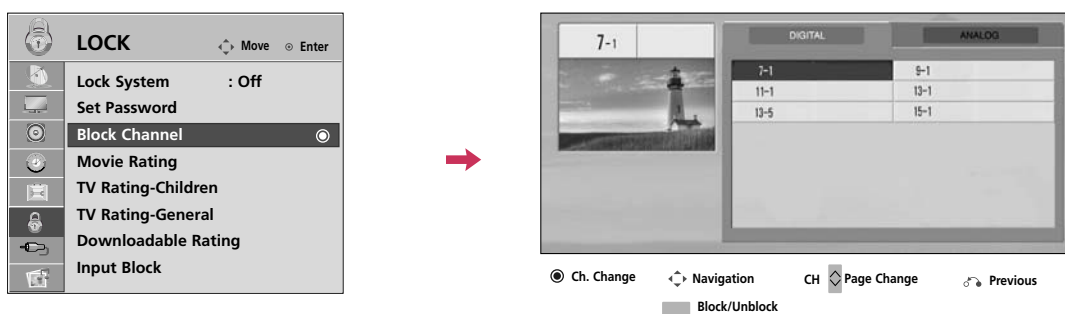 LOCK
Move Enter
Lock System : Off
Set Password
Block Channel
Movie Rating
TV Rating-Children
TV Rating-General
Downloadable Rating
Input Block
7-1
DIGITAL ANALOG
7-1 9-1
11-1 13-1
13-5 15-1
Ch. Change Navigation CH Page Change Previous
Block/Unblock